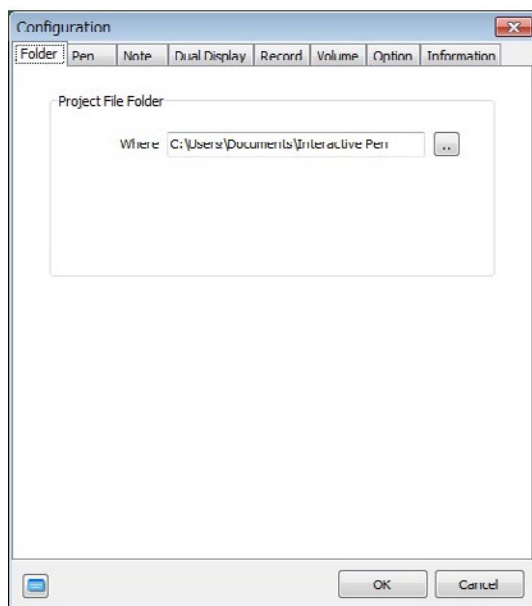 Configuration
Folder Pen Note Dual Display Record Volume Option Information
Project File Folder
Where C:\Users\Documents\Interactive Pen ..
OK Cancel